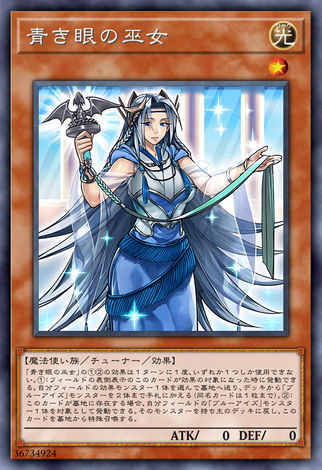 青き眼の巫女
光
【魔法使い族／チューナー／効果】
「青き眼の巫女」の①②の効果は１ターンに１度、いずれか１つしか使用できな
い。①：フィールドの表側表示のこのカードが効果の対象になった時に発動でき
る。自分フィールドの効果モンスター１体を選んで墓地へ送り、デッキから「ブ
ルーアイズ」モンスターを２体まで手札に加える（同名カードは１枚まで）。②：
このカードが墓地に存在する場合、自分フィールドの「ブルーアイズ」モンスタ
ー１体を対象として発動できる。そのモンスターを持ち主のデッキに戻し、この
カードを墓地から特殊召喚する。
ATK/ 0 DEF/ 0
36734924